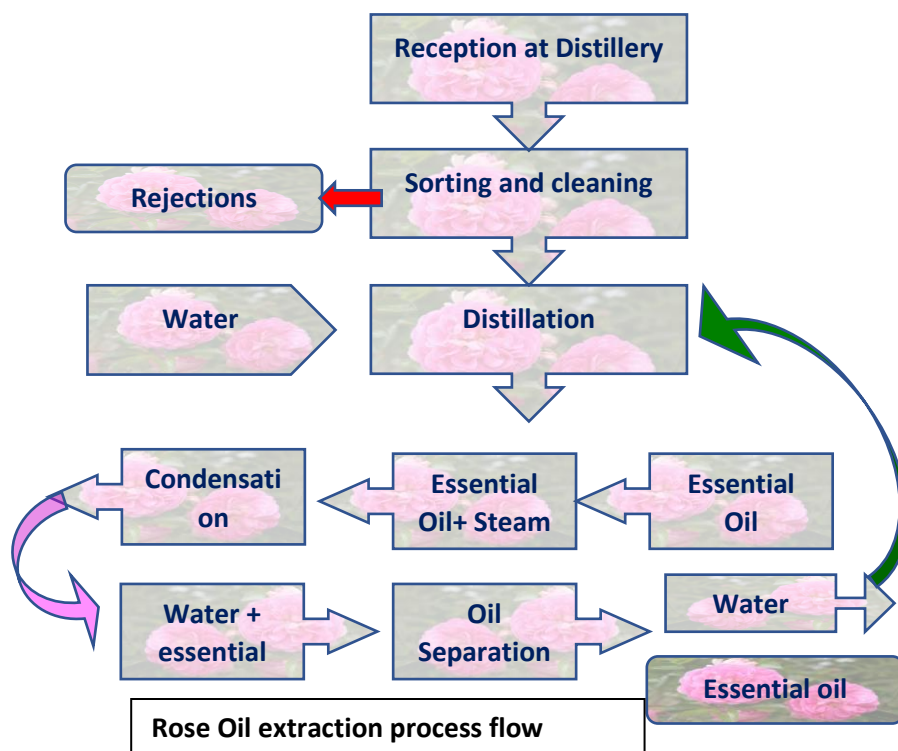 Reception at Distillery
Sorting and cleaning
Rejections
Water
Distillation
Condensati
on
Essential
Oil+ Steam
Essential
Oil
Water +
essential
Oil
Separation
Water
Essential oil
Rose Oil extraction process flow